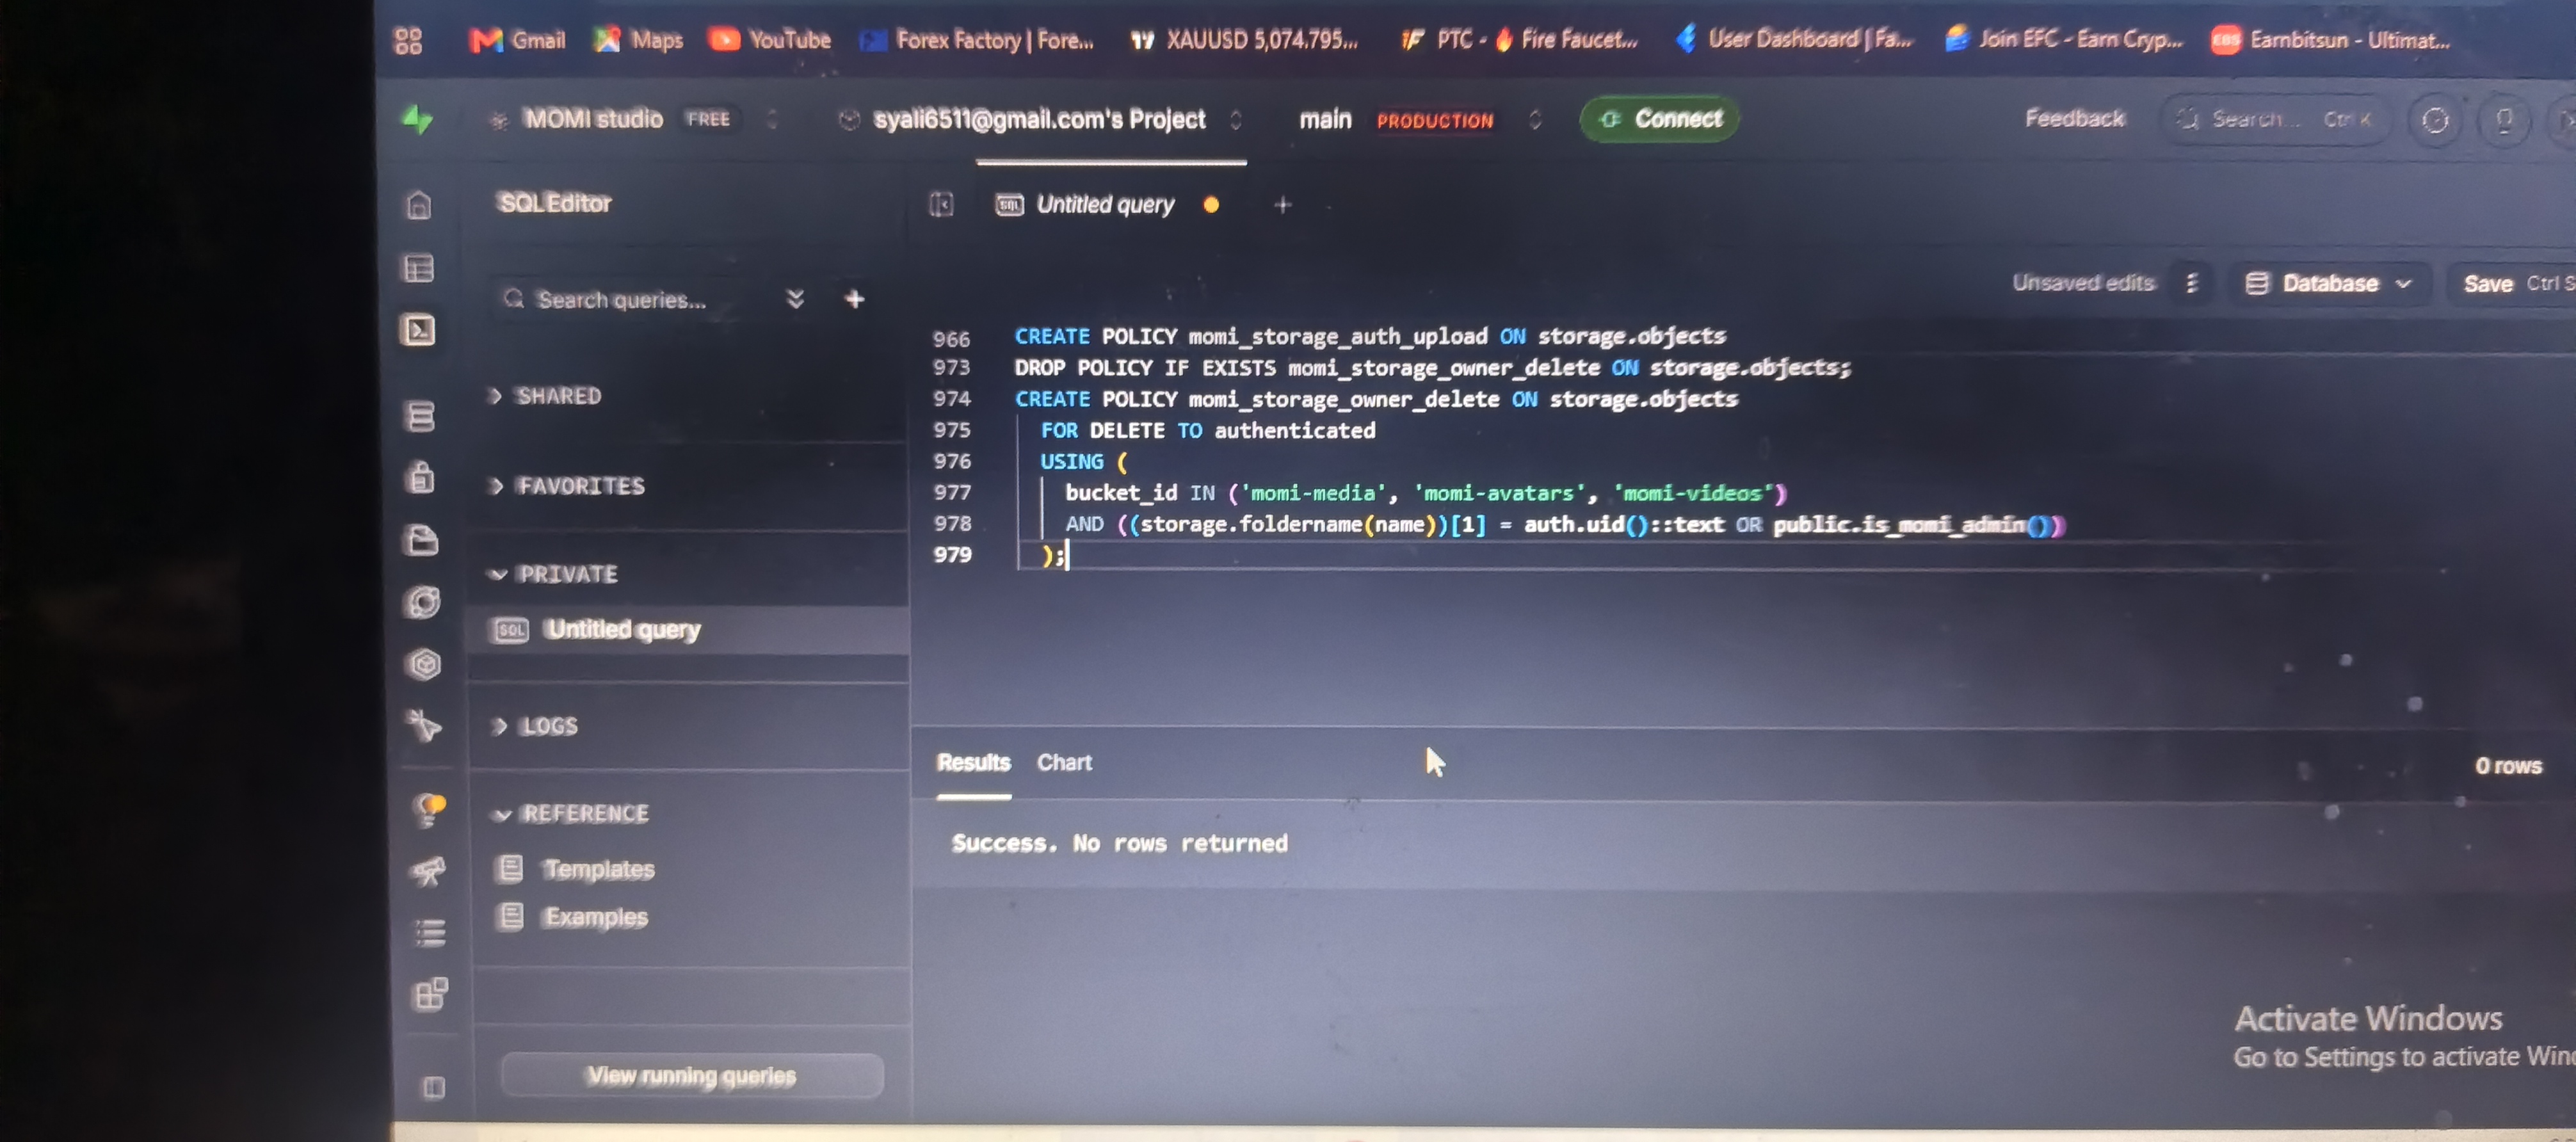 Gmail
Maps
YouTube
Forex Factory | Fore...
XAUUSD 5,074.795...
PTC - 🔥 Fire Faucet...
User Dashboard | Fa...
Join EFC - Earn Cryp...
Earnbitsun - Ultimat...
MOMI studio FREE
syali6511@gmail.com's Project
main PRODUCTION
Connect
Feedback
Search... Ctrl K
SQL Editor
Untitled query
Search queries...
Unsaved edits
Database
Save Ctrl S
SHARED
FAVORITES
PRIVATE
SQL Untitled query
LOGS
REFERENCE
Templates
Examples
View running queries
966 CREATE POLICY momi_storage_auth_upload ON storage.objects
973 DROP POLICY IF EXISTS momi_storage_owner_delete ON storage.objects;
974 CREATE POLICY momi_storage_owner_delete ON storage.objects
975 FOR DELETE TO authenticated
976 USING (
977 bucket_id IN ('momi-media', 'momi-avatars', 'momi-videos')
978 AND ((storage.foldername(name))[1] = auth.uid()::text OR public.is_momi_admin())
979 );
Results
Chart
0 rows
Success. No rows returned
Activate Windows
Go to Settings to activate Win